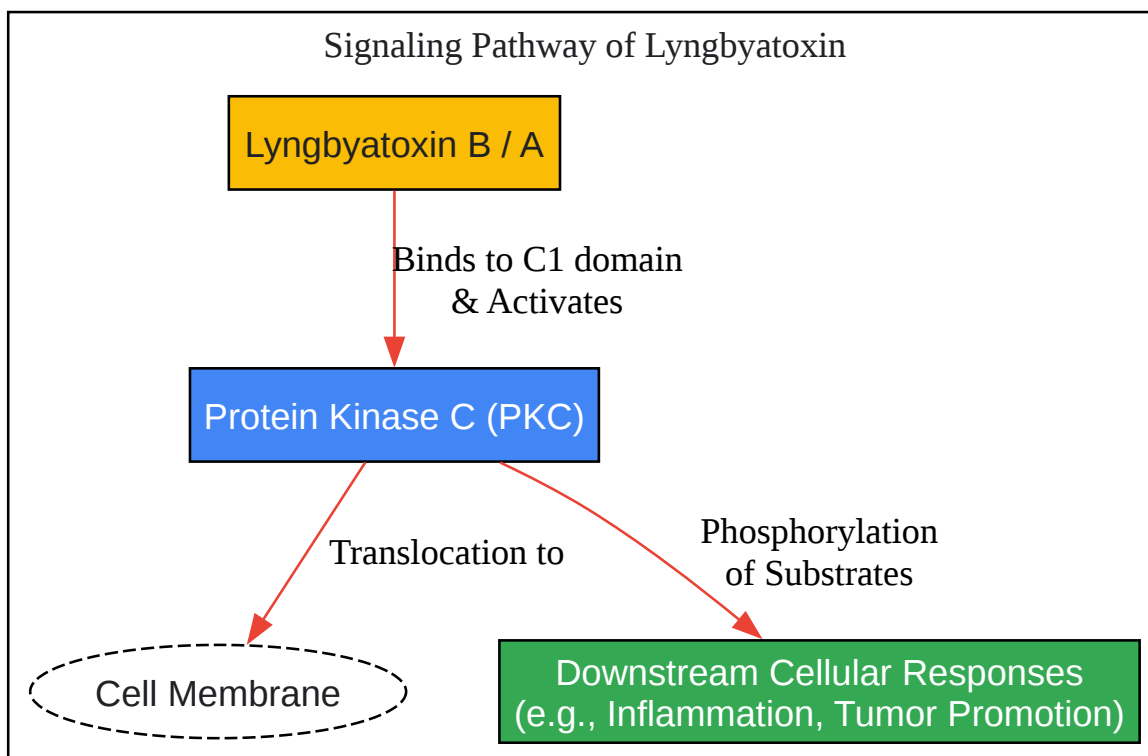 Signaling Pathway of Lyngbyatoxin
Lyngbyatoxin B / A
Binds to C1 domain
& Activates
Protein Kinase C (PKC)
Translocation to
Phosphorylation
of Substrates
Cell Membrane
Downstream Cellular Responses
(e.g., Inflammation, Tumor Promotion)